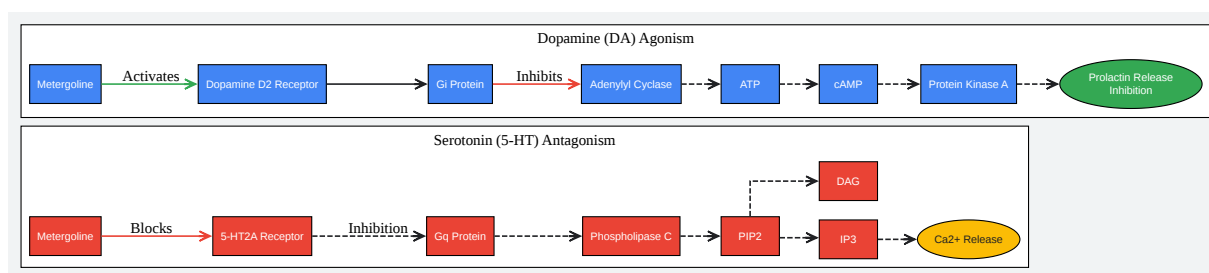 Dopamine (DA) Agonism
Metergoline
Activates
Dopamine D2 Receptor
Gi Protein
Inhibits
Adenylyl Cyclase
ATP
cAMP
Protein Kinase A
Prolactin Release
Inhibition
Serotonin (5-HT) Antagonism
DAG
Metergoline
Blocks
5-HT2A Receptor
Inhibition
Gq Protein
Phospholipase C
PIP2
IP3
Ca2+ Release